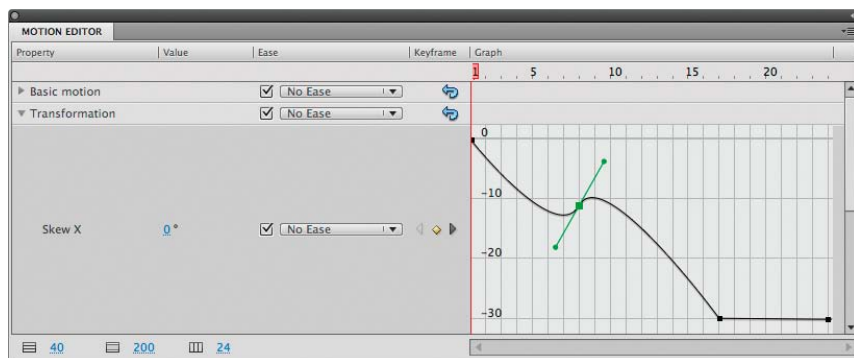 MOTION EDITOR
Property Value Ease Keyframe Graph
1 5 10 15 20
Basic motion No Ease
Transformation No Ease
0
-10
Skew X 0 ° No Ease
-20
-30
40 200 24